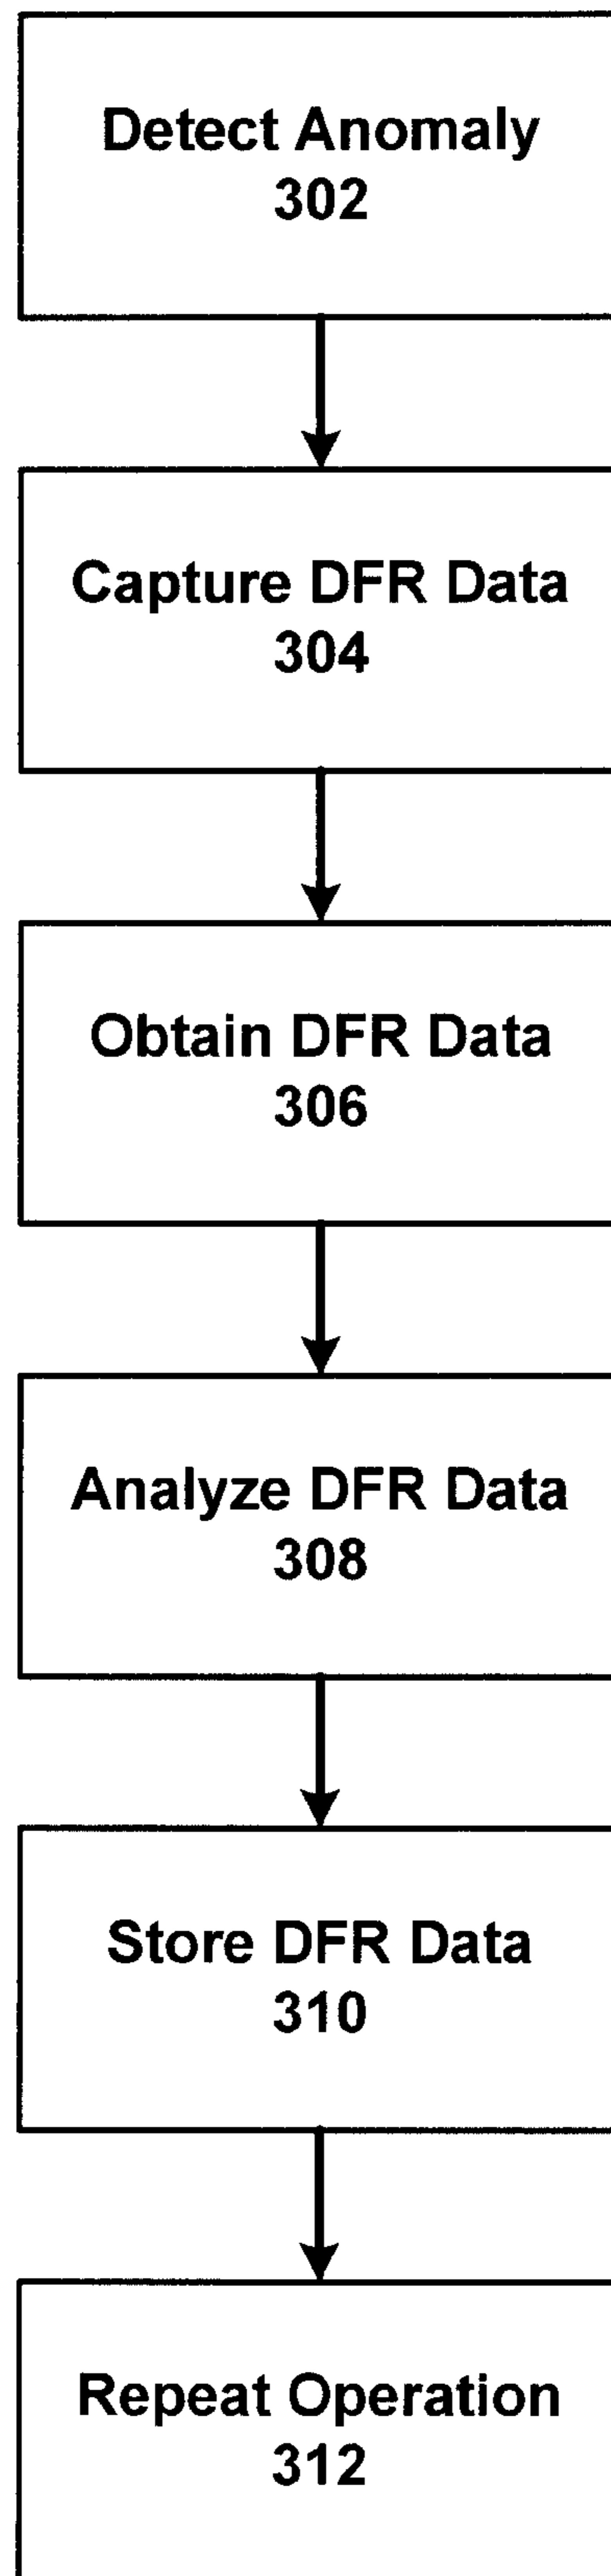 Detect Anomaly
302
Capture DFR Data
304
Obtain DFR Data
306
Analyze DFR Data
308
Store DFR Data
310
Repeat Operation
312